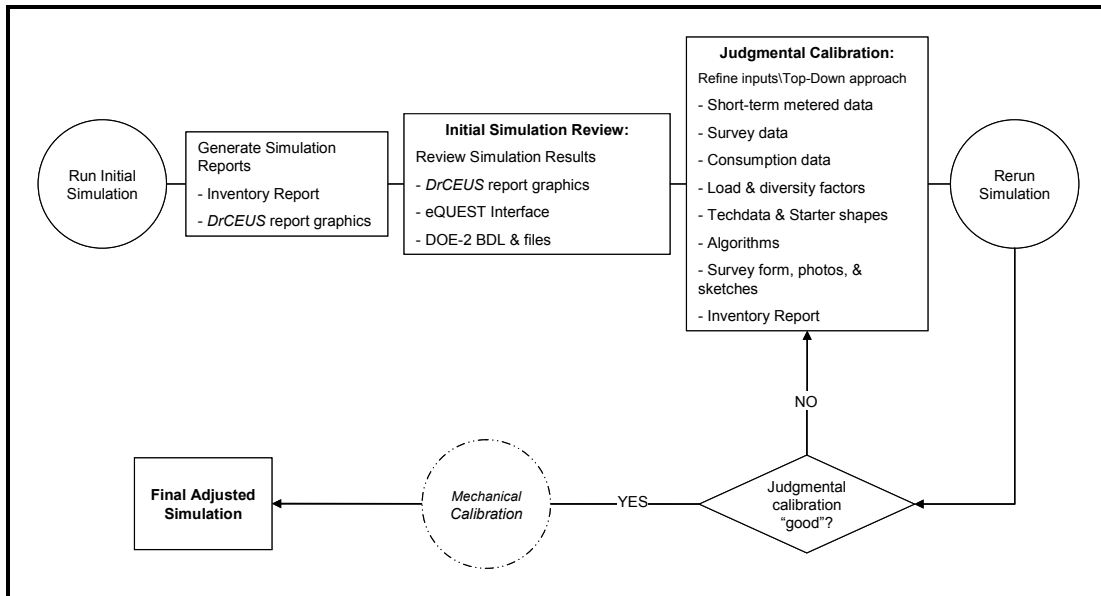 Run Initial
Simulation
Generate Simulation
Reports
- Inventory Report
- DrCEUS report graphics
Initial Simulation Review:
Review Simulation Results
- DrCEUS report graphics
- eQUEST Interface
- DOE-2 BDL & files
Judgmental Calibration:
Refine inputs\Top-Down approach
- Short-term metered data
- Survey data
- Consumption data
- Load & diversity factors
- Techdata & Starter shapes
- Algorithms
- Survey form, photos, &
sketches
- Inventory Report
Rerun
Simulation
NO
Judgmental
calibration
“good”?
YES
Mechanical
Calibration
Final Adjusted
Simulation